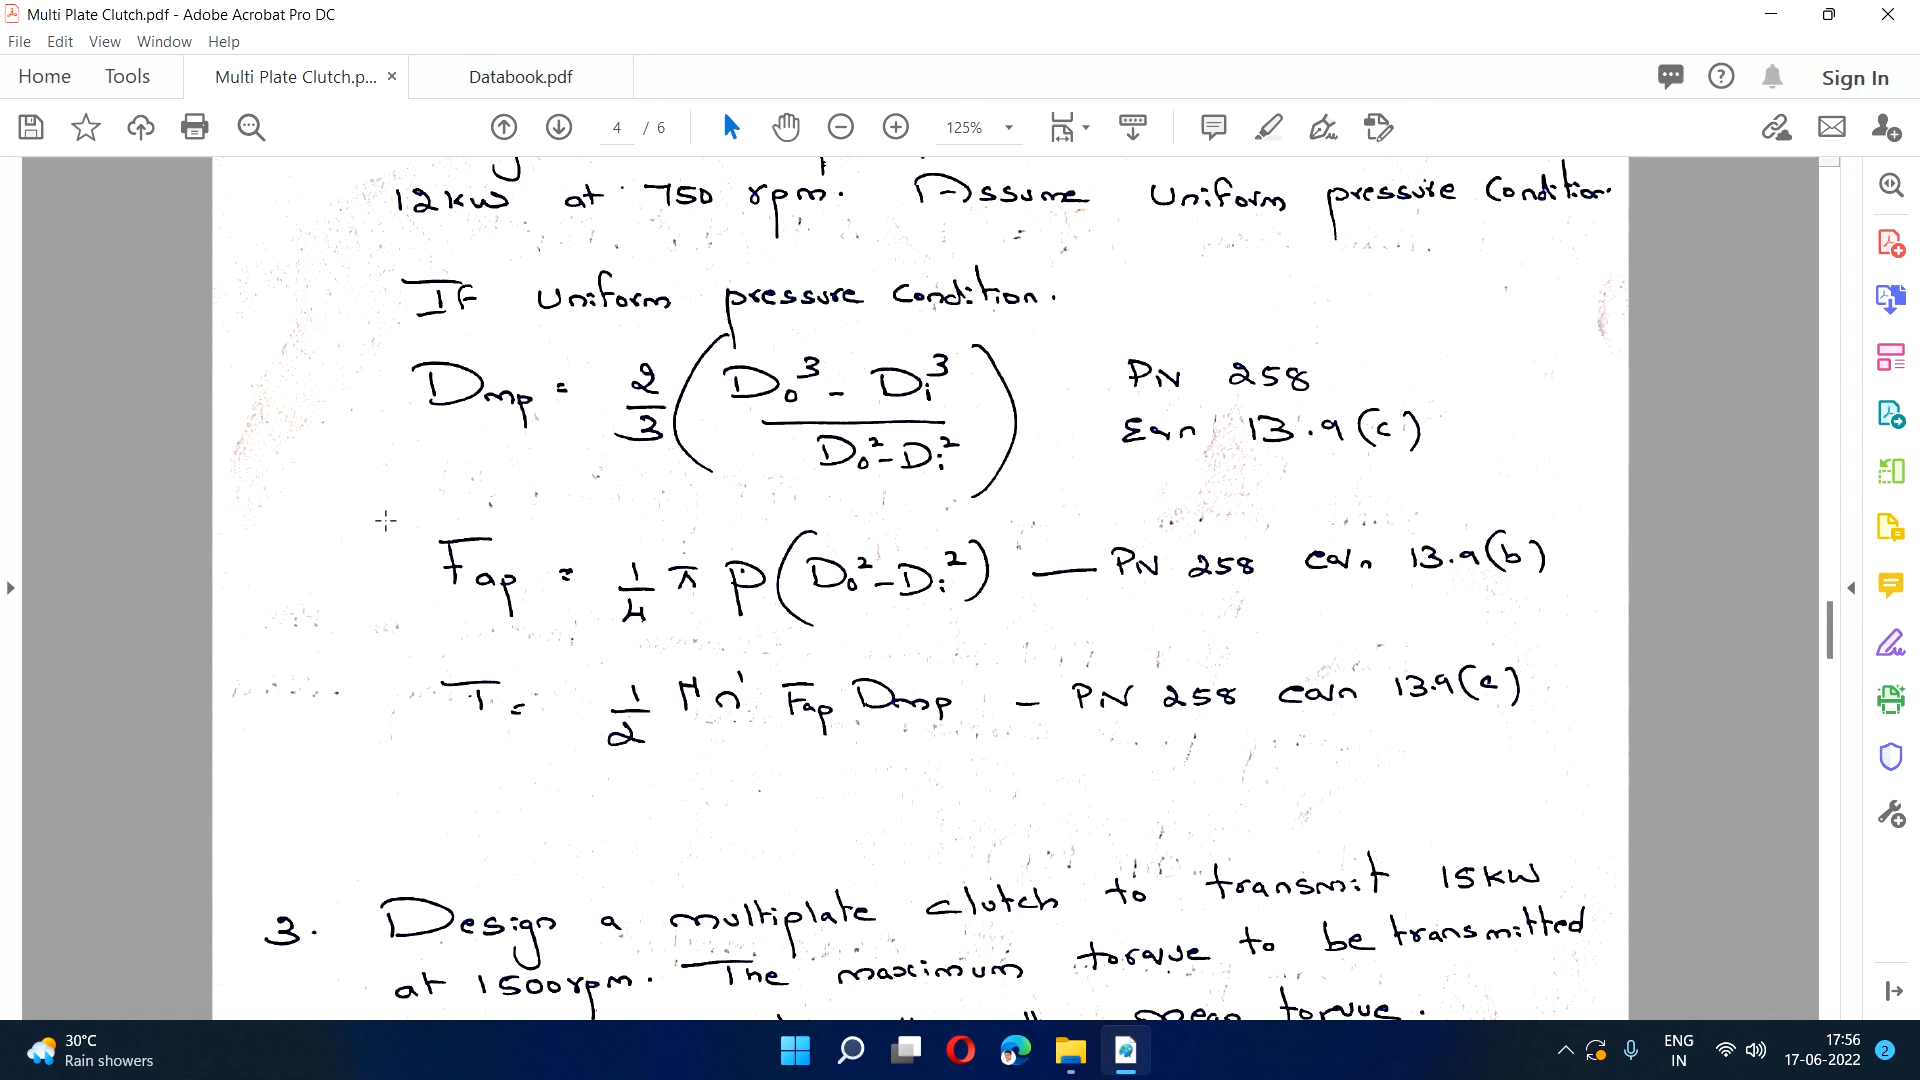 Multi Plate Clutch.pdf - Adobe Acrobat Pro DC
File Edit View Window Help
Home Tools Multi Plate Clutch.p... × Databook.pdf Sign In
4 / 6 125%
12kw at 750 rpm. Assume Uniform pressure Condition.
If Uniform pressure Condition.
Dmp = 2/3 (Do³ - Di³ / Do² - Di²) PN 258
Eqn 13.9(c)
Fap = 1/4 π p (Do² - Di²) — PN 258 eqn 13.9(b)
T = 1/2 μ n' Fap Dmp - PN 258 eqn 13.9(a)
3. Design a multiplate clutch to transmit 15kW
at 1500rpm. The maximum torque to be transmitted
mean torque.
30°C
Rain showers
ENG
IN
17:56
17-06-2022
2